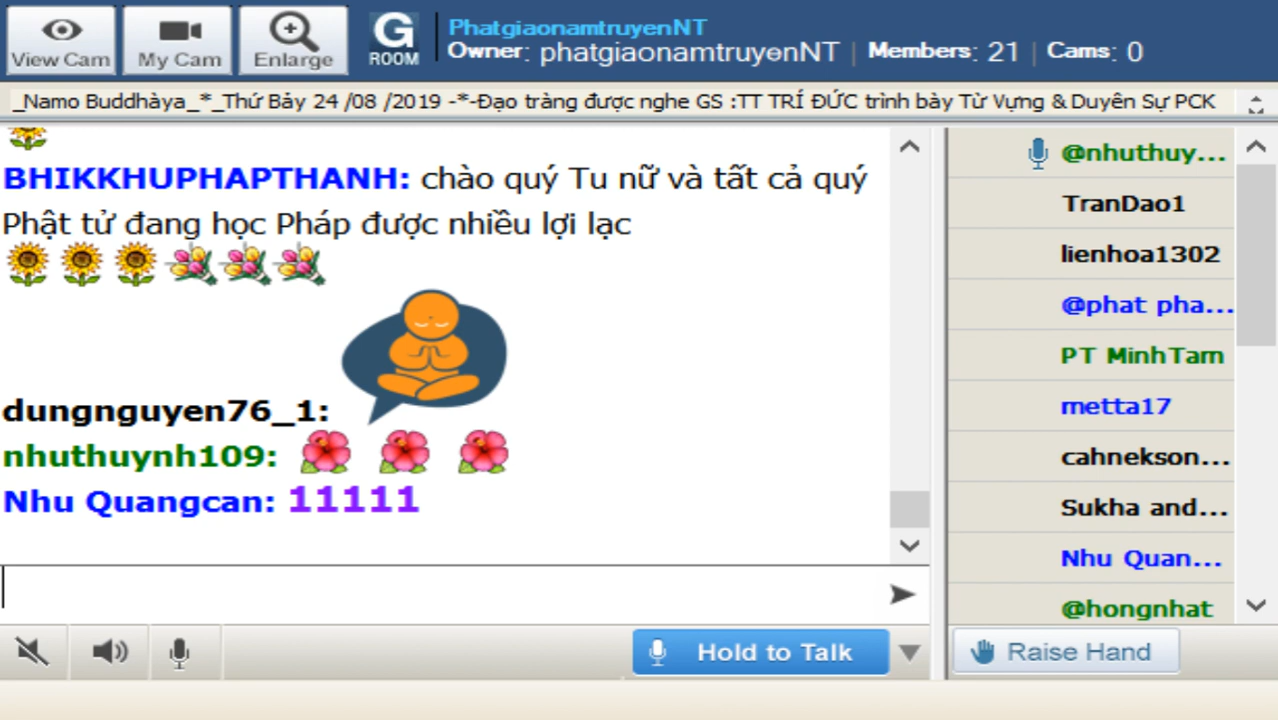 View Cam
My Cam
Enlarge
G
ROOM
PhatgiaonamtruyenNT
Owner: phatgiaonamtruyenNT | Members: 21 | Cams: 0
_Namo Buddhàya_*_Thứ Bảy 24 /08 /2019 -*-Đạo tràng được nghe GS :TT TRÍ ĐỨC trình bày Từ Vựng & Duyên Sự PCK
BHIKKHUPHAPTHANH: chào quý Tu nữ và tất cả quý
Phật tử đang học Pháp được nhiều lợi lạc
dungnguyen76_1:
nhuthuynh109:
Nhu Quangcan: 11111
@nhuthuy...
TranDao1
lienhoa1302
@phat pha...
PT MinhTam
metta17
cahnekson...
Sukha and...
Nhu Quan...
@hongnhat
Hold to Talk
Raise Hand